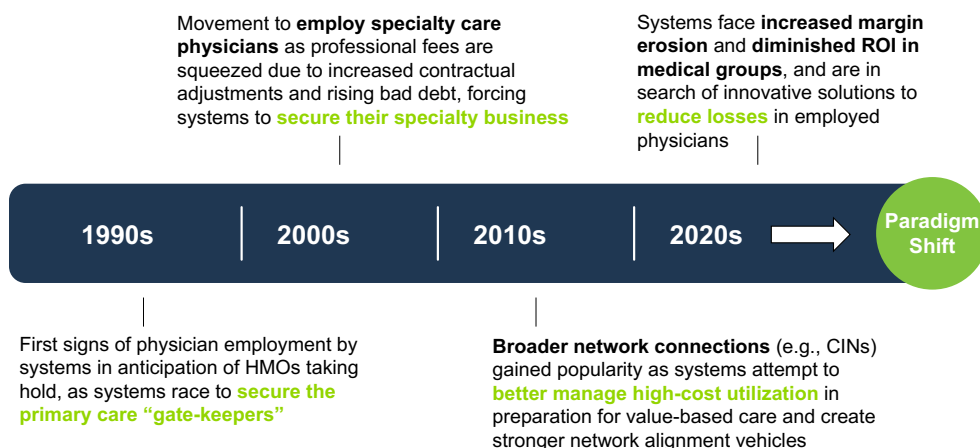 Movement to employ specialty care
physicians as professional fees are
squeezed due to increased contractual
adjustments and rising bad debt, forcing
systems to secure their specialty business
Systems face increased margin
erosion and diminished ROI in
medical groups, and are in
search of innovative solutions to
reduce losses in employed
physicians
1990s
2000s
2010s
2020s
Paradigm
Shift
First signs of physician employment by
systems in anticipation of HMOs taking
hold, as systems race to secure the
primary care “gate-keepers”
Broader network connections (e.g., CINs)
gained popularity as systems attempt to
better manage high-cost utilization in
preparation for value-based care and create
stronger network alignment vehicles